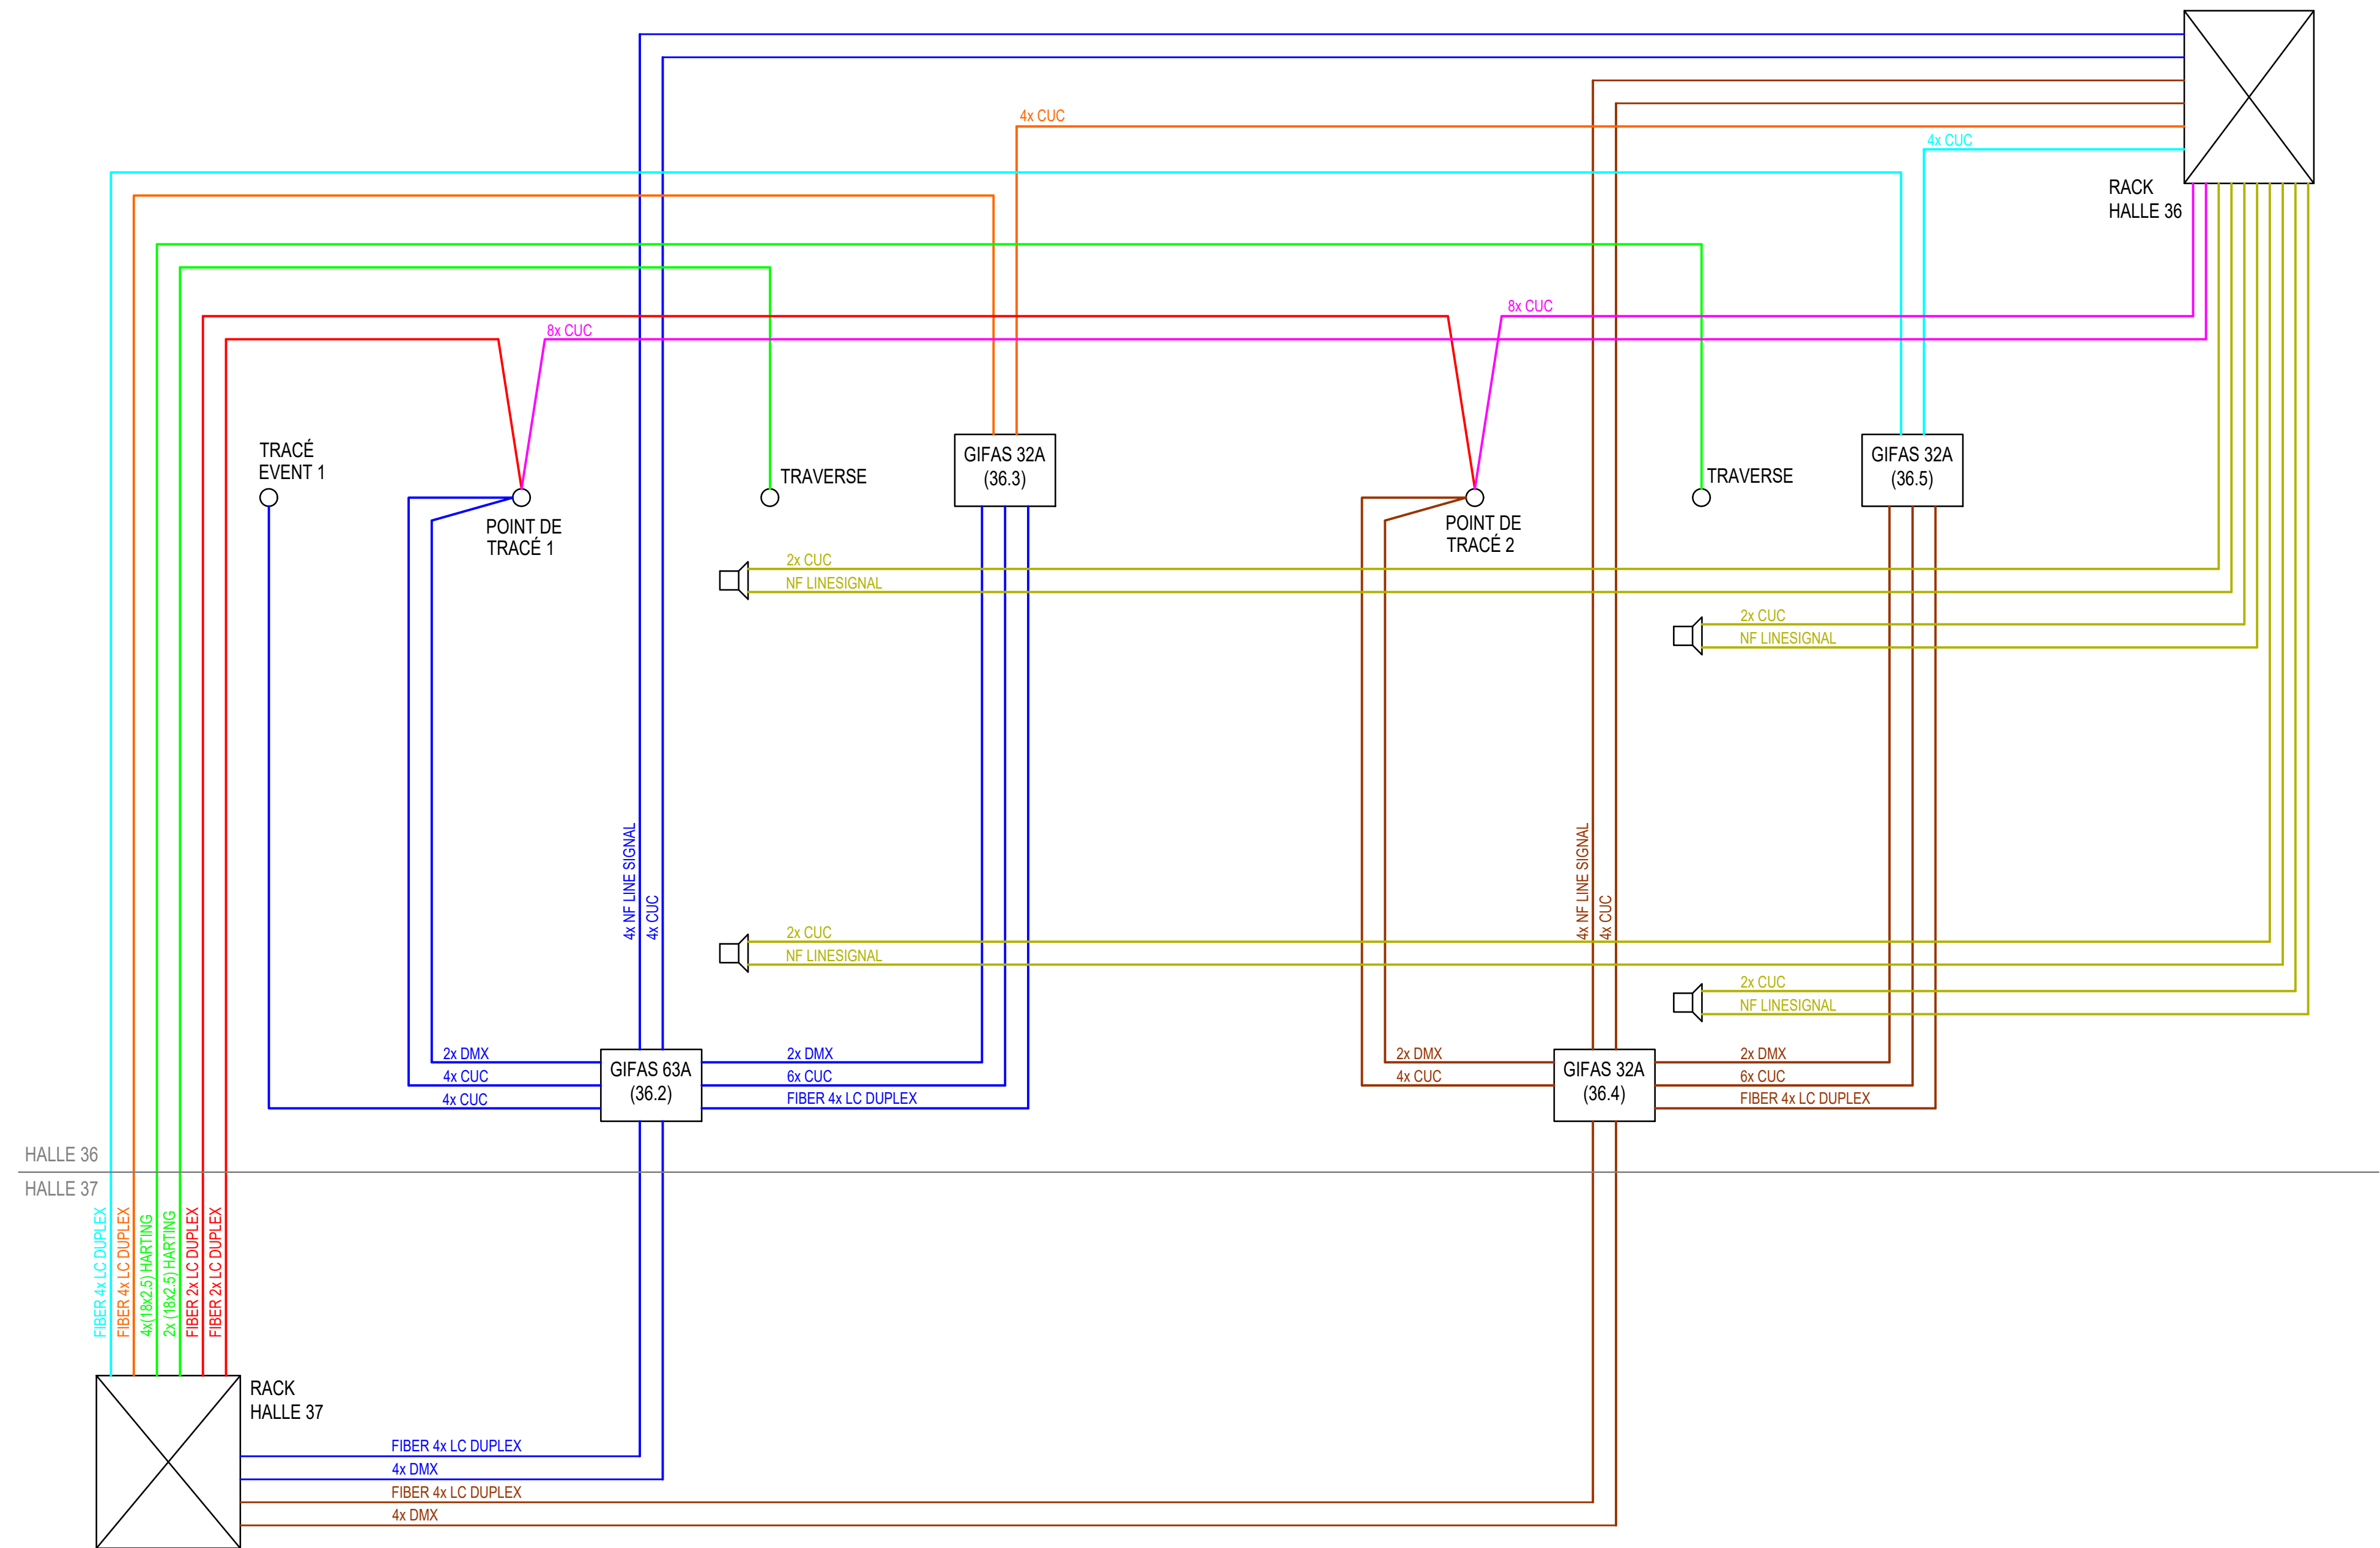 4x CUC
4x CUC
RACK
HALLE 36
8x CUC
8x CUC
TRACÉ
EVENT 1
POINT DE
TRACÉ 1
TRAVERSE
GIFAS 32A
(36.3)
POINT DE
TRACÉ 2
TRAVERSE
GIFAS 32A
(36.5)
2x CUC
NF LINESIGNAL
2x CUC
NF LINESIGNAL
4x NF LINE SIGNAL
4x CUC
4x NF LINE SIGNAL
4x CUC
2x CUC
NF LINESIGNAL
2x CUC
NF LINESIGNAL
2x DMX
4x CUC
4x CUC
GIFAS 63A
(36.2)
2x DMX
6x CUC
FIBER 4x LC DUPLEX
2x DMX
4x CUC
GIFAS 32A
(36.4)
2x DMX
6x CUC
FIBER 4x LC DUPLEX
HALLE 36
HALLE 37
FIBER 4x LC DUPLEX
FIBER 4x LC DUPLEX
4x(18x2.5) HARTING
2x (18x2.5) HARTING
FIBER 2x LC DUPLEX
FIBER 2x LC DUPLEX
RACK
HALLE 37
FIBER 4x LC DUPLEX
4x DMX
FIBER 4x LC DUPLEX
4x DMX